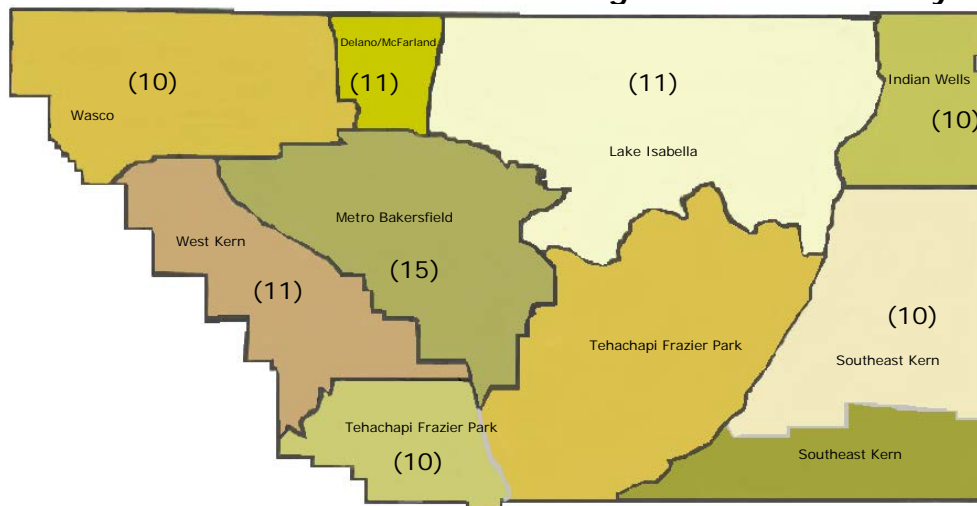 Delano/McFarland
(10)
(11)
(11)
Indian Wells
Wasco
(10)
Lake Isabella
Metro Bakersfield
West Kern
(15)
(11)
(10)
Tehachapi Frazier Park
Southeast Kern
Tehachapi Frazier Park
(10)
Southeast Kern